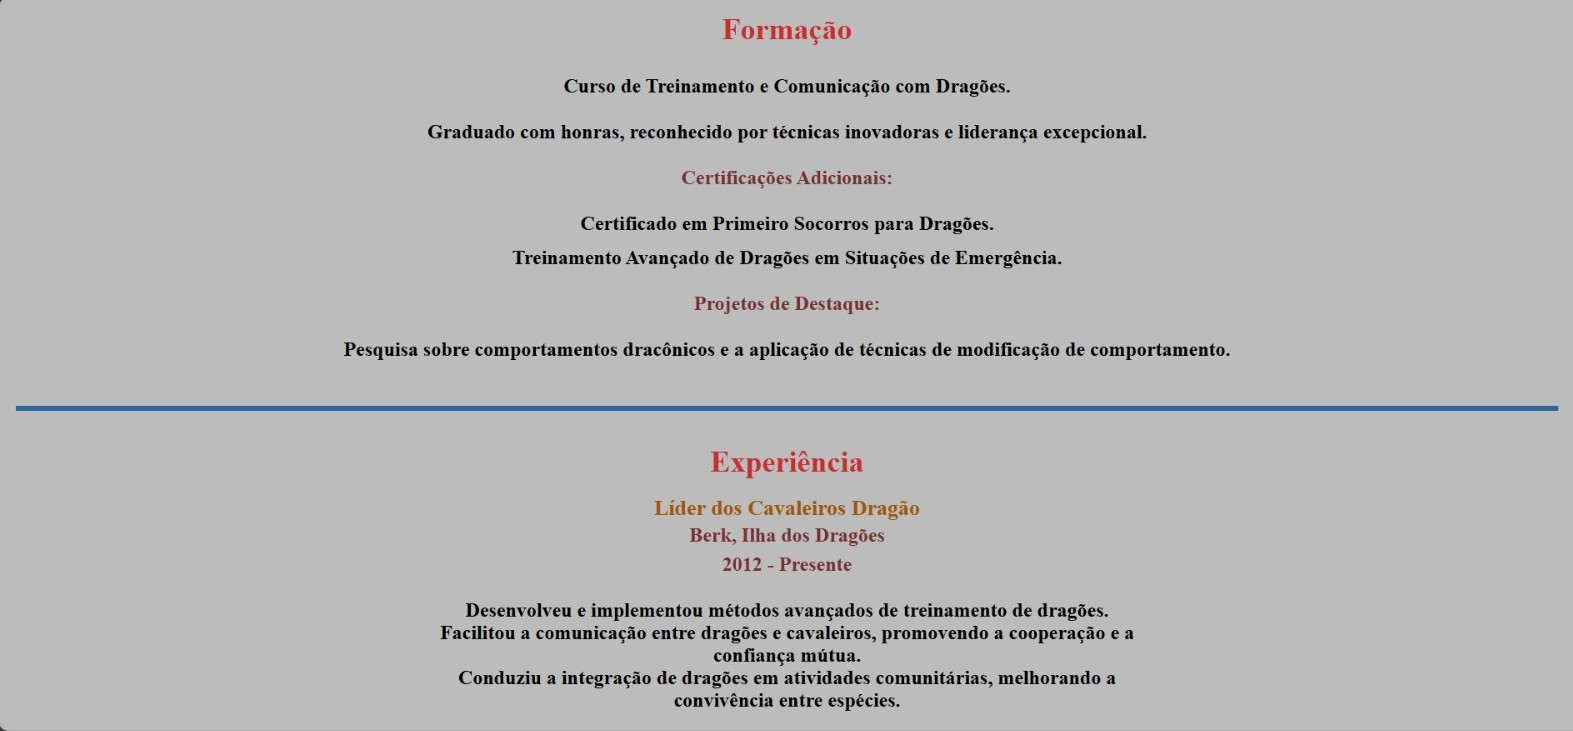 Formação
Curso de Treinamento e Comunicação com Dragões.
Graduado com honras, reconhecido por técnicas inovadoras e liderança excepcional.
Certificações Adicionais:
Certificado em Primeiro Socorros para Dragões.
Treinamento Avançado de Dragões em Situações de Emergência.
Projetos de Destaque:
Pesquisa sobre comportamentos dracônicos e a aplicação de técnicas de modificação de comportamento.
Experiência
Líder dos Cavaleiros Dragão
Berk, Ilha dos Dragões
2012 - Presente
Desenvolveu e implementou métodos avançados de treinamento de dragões.
Facilitou a comunicação entre dragões e cavaleiros, promovendo a cooperação e a
confiança mútua.
Conduziu a integração de dragões em atividades comunitárias, melhorando a
convivência entre espécies.